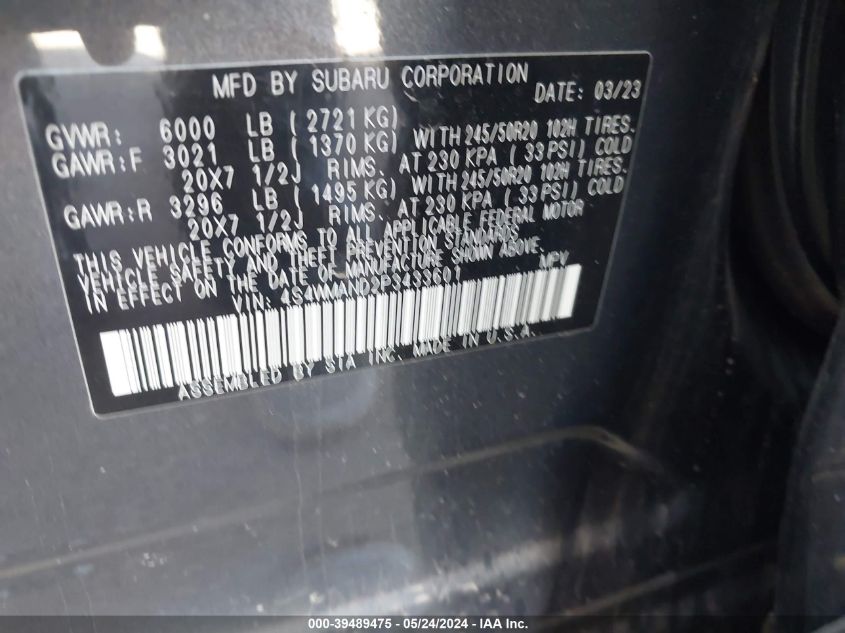 MFD BY SUBARU CORPORATION DATE: 03/23
GVWR: 6000 LB ( 2721 KG)
GAWR:F 3021 LB ( 1370 KG) WITH 245/50R20 102H TIRES.
20X7 1/2J RIMS. AT 230 KPA ( 33 PSI) COLD
GAWR:R 3296 LB ( 1495 KG) WITH 245/50R20 102H TIRES.
20X7 1/2J RIMS. AT 230 KPA ( 33 PSI) COLD
THIS VEHICLE CONFORMS TO ALL APPLICABLE FEDERAL MOTOR
VEHICLE SAFETY AND THEFT PREVENTION STANDARDS
IN EFFECT ON THE DATE OF MANUFACTURE SHOWN ABOVE.
VIN: 4S4WMAND2P3433601 MPV
ASSEMBLED BY SIA INC. MADE IN U.S.A.
000-39489475 - 05/24/2024 - IAA Inc.